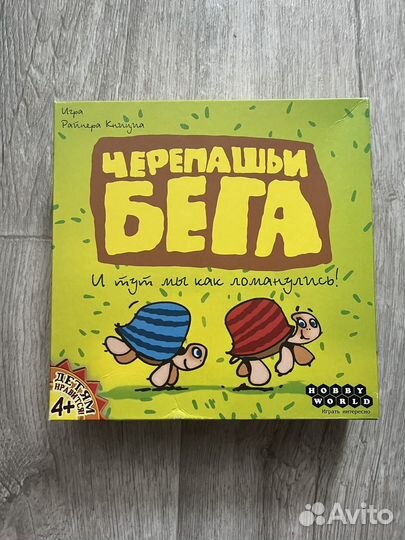 Игра
Райнера Книциа
ЧЕРЕПАШЬИ
БЕГА
И тут мы как ломанулись!
ДЕТЯМ
НРАВИТСЯ!
4+
HOBBY
WORLD
Играть интересно
Avito